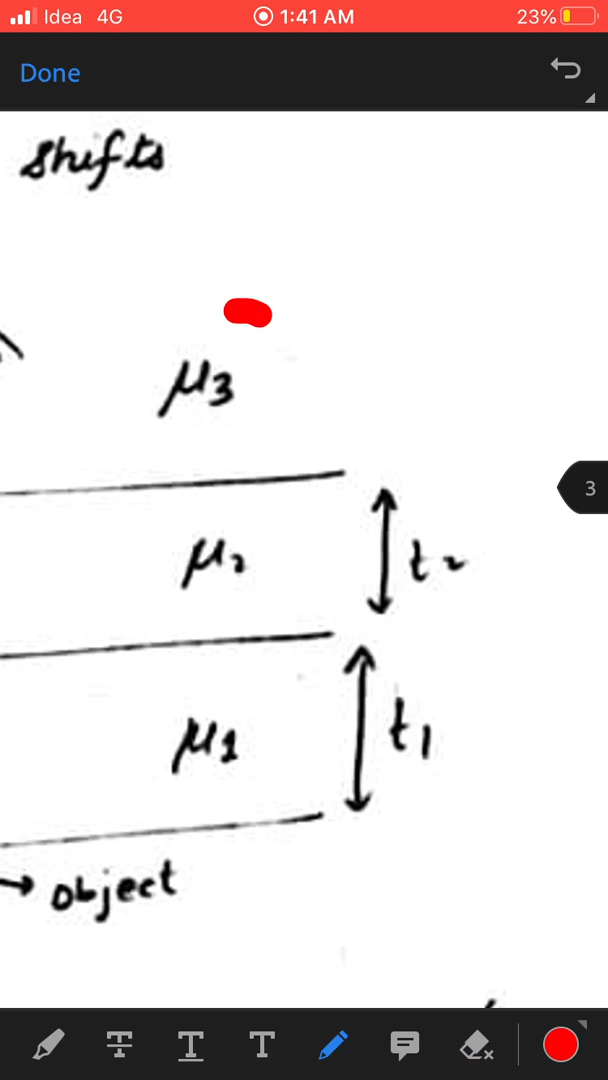 Idea 4G 1:41 AM 23%
Done
Shifts
μ3
3
μ2 t2
μ1 t1
→ object
T T T